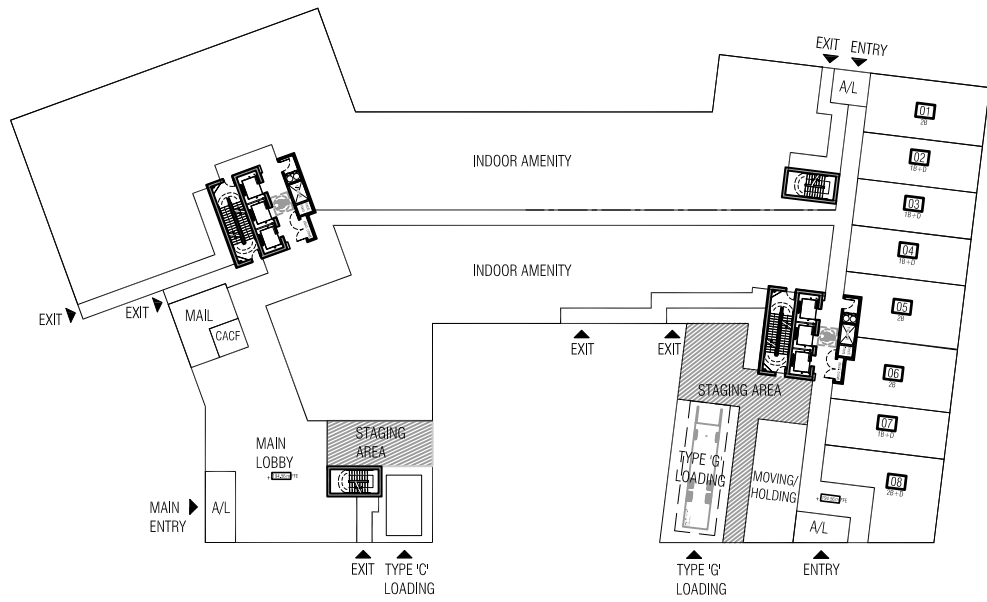 EXIT ENTRY
A/L
01
2B
02
1B+D
03
1B+D
04
1B+D
05
2B
06
2B
07
1B+D
08
2B+D
INDOOR AMENITY
INDOOR AMENITY
EXIT
EXIT
MAIL
CACF
EXIT
EXIT
STAGING AREA
STAGING
AREA
MAIN
LOBBY
MAIN
ENTRY
A/L
TYPE 'G'
LOADING
MOVING/
HOLDING
A/L
EXIT
TYPE 'C'
LOADING
TYPE 'G'
LOADING
ENTRY